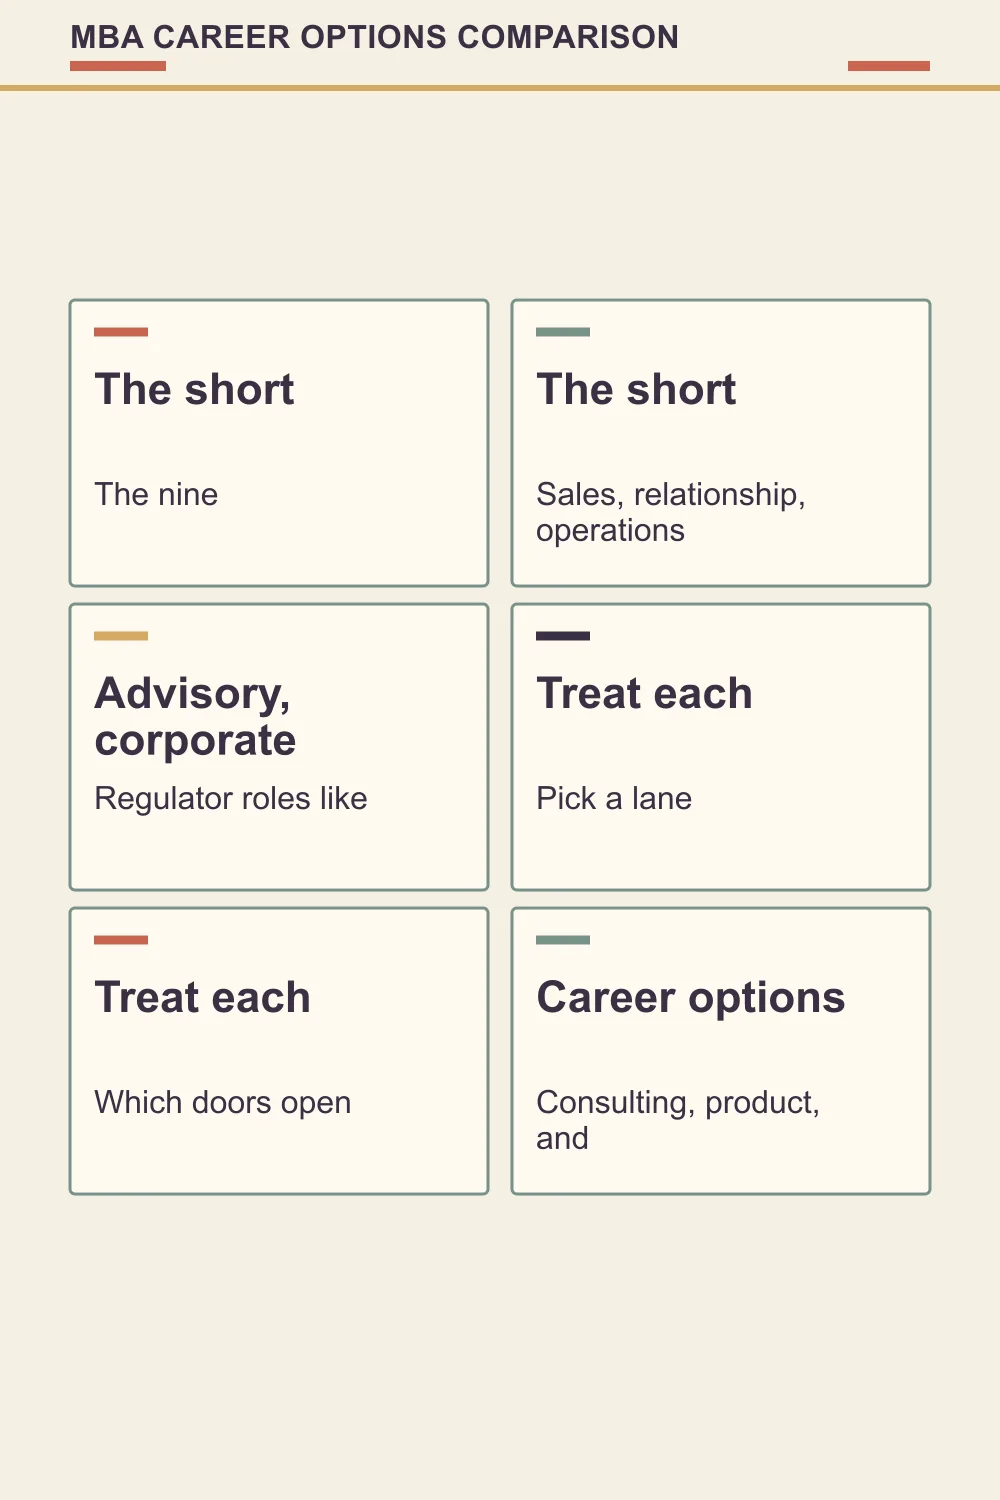 MBA CAREER OPTIONS COMPARISON
The short
The nine
The short
Sales, relationship,
operations
Advisory,
corporate
Regulator roles like
Treat each
Pick a lane
Treat each
Which doors open
Career options
Consulting, product,
and